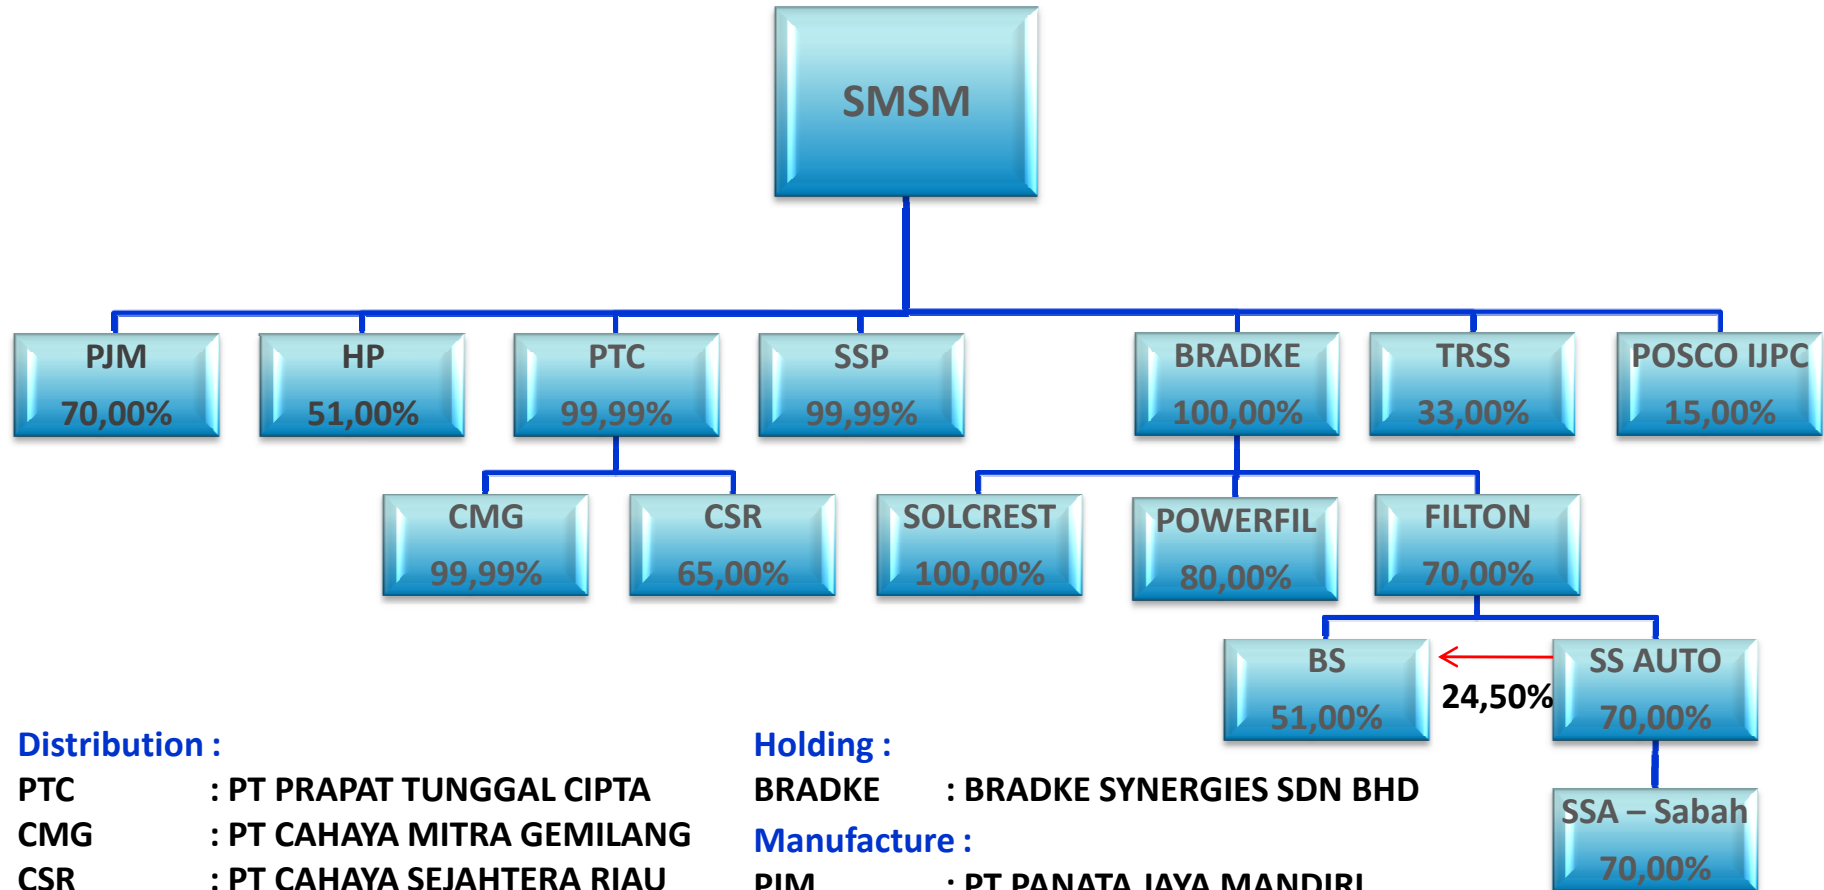 SMSM
PJM
70,00%
HP
51,00%
PTC
99,99%
SSP
99,99%
BRADKE
100,00%
TRSS
33,00%
POSCO IJPC
15,00%
CMG
99,99%
CSR
65,00%
SOLCREST
100,00%
POWERFIL
80,00%
FILTON
70,00%
BS
51,00%
24,50%
SS AUTO
70,00%
SSA – Sabah
70,00%
Distribution :
PTC : PT PRAPAT TUNGGAL CIPTA
CMG : PT CAHAYA MITRA GEMILANG
CSR : PT CAHAYA SEJAHTERA RIAU
Holding :
BRADKE : BRADKE SYNERGIES SDN BHD
Manufacture :
PJM : PT PANATA JAYA MANDIRI